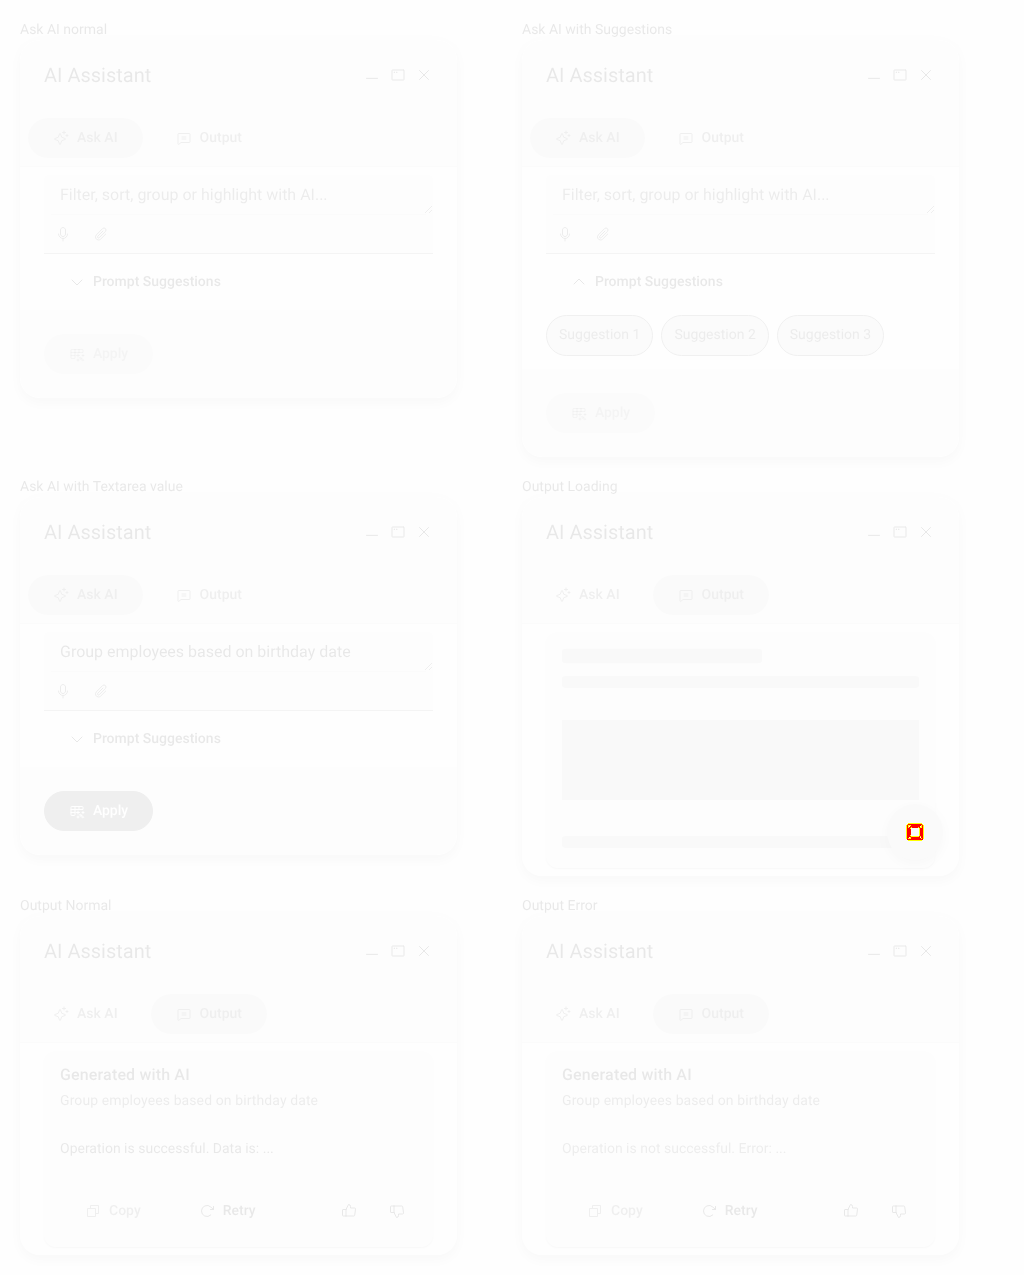 Ask AI normal
AI Assistant
Ask AI
Output
Filter, sort, group or highlight with AI...
Prompt Suggestions
Apply
Ask AI with Suggestions
AI Assistant
Ask AI
Output
Filter, sort, group or highlight with AI...
Prompt Suggestions
Suggestion 1
Suggestion 2
Suggestion 3
Apply
Ask AI with Textarea value
AI Assistant
Ask AI
Output
Group employees based on birthday date
Prompt Suggestions
Apply
Output Loading
AI Assistant
Ask AI
Output
Output Normal
AI Assistant
Ask AI
Output
Generated with AI
Group employees based on birthday date
Operation is successful. Data is: ...
Copy
Retry
Output Error
AI Assistant
Ask AI
Output
Generated with AI
Group employees based on birthday date
Operation is not successful. Error: ...
Copy
Retry